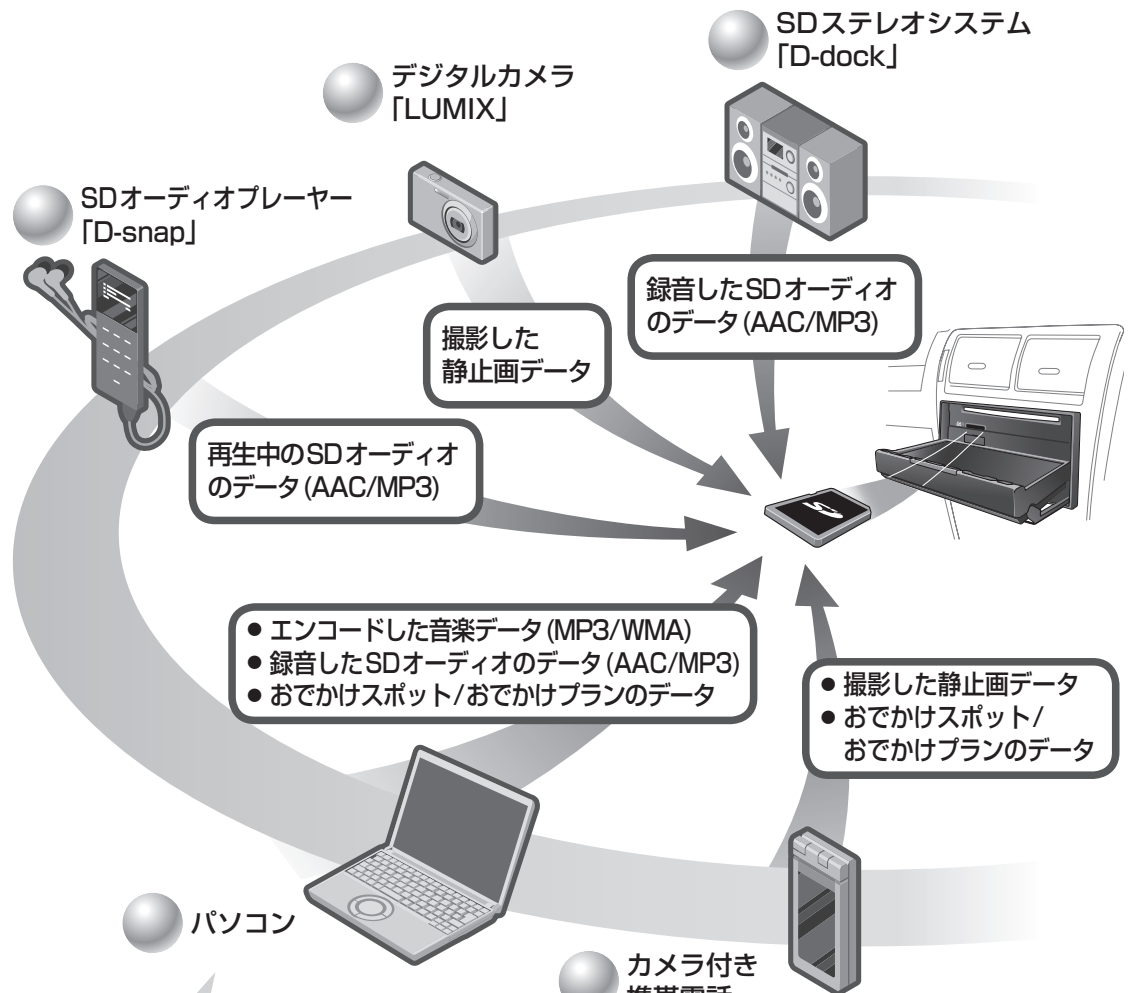 SDステレオシステム
「D-dock」
デジタルカメラ
「LUMIX」
SDオーディオプレーヤー
「D-snap」
録音したSDオーディオ
のデータ(AAC/MP3)
撮影した
静止画データ
再生中のSDオーディオ
のデータ(AAC/MP3)
SD
● エンコードした音楽データ(MP3/WMA)
● 録音したSDオーディオのデータ(AAC/MP3)
● おでかけスポット/おでかけプランのデータ
● 撮影した静止画データ
● おでかけスポット/
おでかけプランのデータ
パソコン
カメラ付き
携帯電話